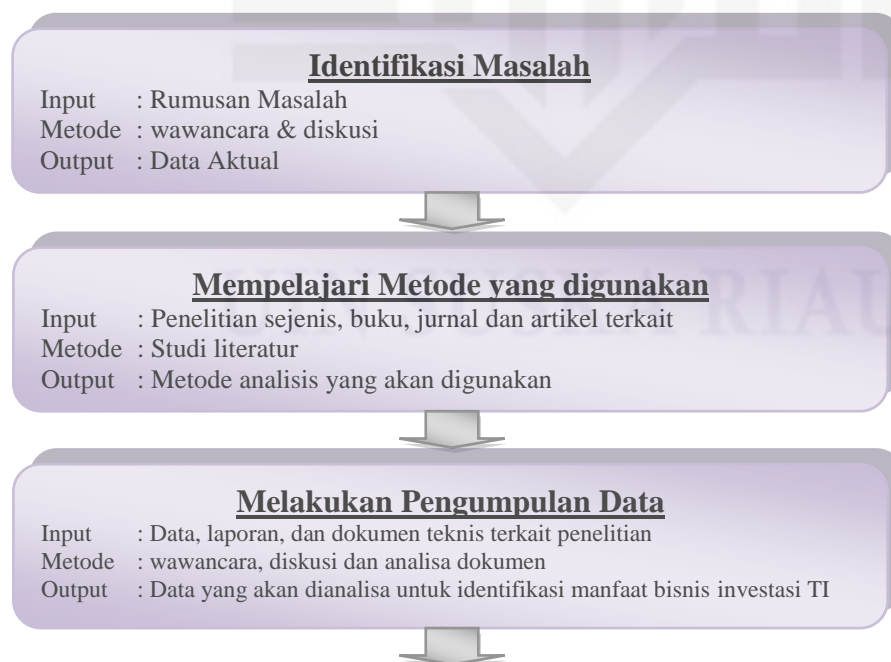 Identifikasi Masalah
Input : Rumusan Masalah
Metode : wawancara & diskusi
Output : Data Aktual
Mempelajari Metode yang digunakan
Input : Penelitian sejenis, buku, jurnal dan artikel terkait
Metode : Studi literatur
Output : Metode analisis yang akan digunakan
Melakukan Pengumpulan Data
Input : Data, laporan, dan dokumen teknis terkait penelitian
Metode : wawancara, diskusi dan analisa dokumen
Output : Data yang akan dianalisa untuk identifikasi manfaat bisnis investasi TI
UIN SUSKA RIAU